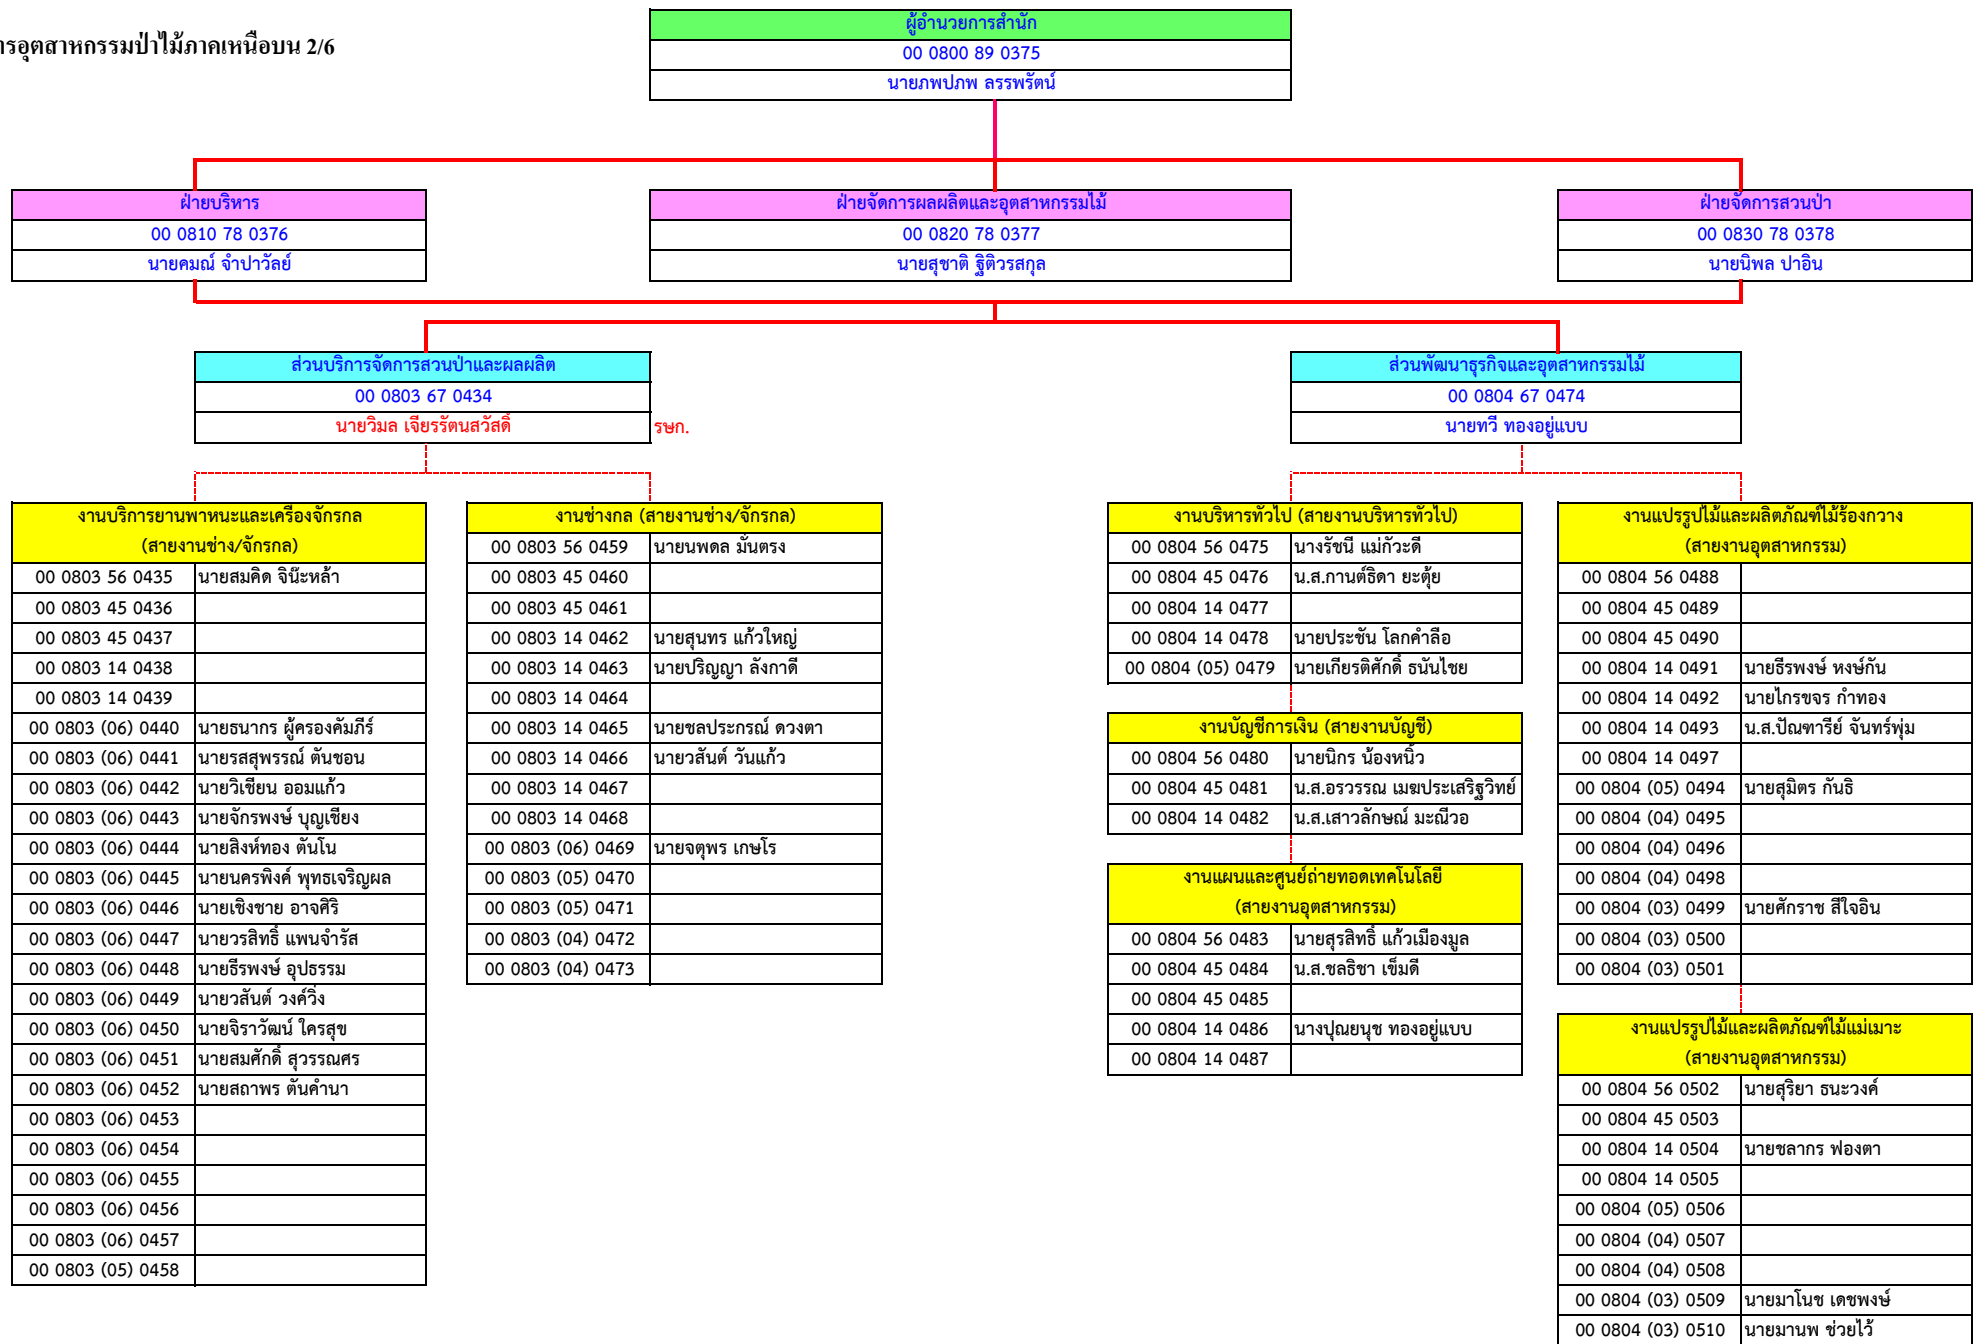 ารอุตสาหกรรมป่าไม้ภาคเหนือบน 2/6
ผู้อำนวยการสำนัก
00 0800 89 0375
นายภพปภพ ลรรพรัตน์
ฝ่ายบริหาร
00 0810 78 0376
นายคมณ์ จำปาวัลย์
ฝ่ายจัดการผลผลิตและอุตสาหกรรมไม้
00 0820 78 0377
นายสุชาติ ฐิติวรสกุล
ฝ่ายจัดการสวนป่า
00 0830 78 0378
นายนิพล ปาอิน
ส่วนบริการจัดการสวนป่าและผลผลิต
00 0803 67 0434
นายวิมล เจียรรัตนสวัสดิ์ รษก.
ส่วนพัฒนาธุรกิจและอุตสาหกรรมไม้
00 0804 67 0474
นายทวี ทองอยู่แบบ
งานบริการยานพาหนะและเครื่องจักรกล
(สายงานช่าง/จักรกล)
00 0803 56 0435 นายสมคิด จิน๊ะหล้า
00 0803 45 0436
00 0803 45 0437
00 0803 14 0438
00 0803 14 0439
00 0803 (06) 0440 นายธนากร ผู้ครองคัมภีร์
00 0803 (06) 0441 นายรสสุพรรณ์ ตันชอน
00 0803 (06) 0442 นายวิเชียน ออมแก้ว
00 0803 (06) 0443 นายจักรพงษ์ บุญเชียง
00 0803 (06) 0444 นายสิงห์ทอง ตันโน
00 0803 (06) 0445 นายนครพิงค์ พุทธเจริญผล
00 0803 (06) 0446 นายเชิงชาย อาจศิริ
00 0803 (06) 0447 นายวรสิทธิ์ แพนจำรัส
00 0803 (06) 0448 นายธีรพงษ์ อุปธรรม
00 0803 (06) 0449 นายวสันต์ วงค์วิ่ง
00 0803 (06) 0450 นายจิราวัฒน์ ใครสุข
00 0803 (06) 0451 นายสมศักดิ์ สุวรรณศร
00 0803 (06) 0452 นายสถาพร ตันคำนา
00 0803 (06) 0453
00 0803 (06) 0454
00 0803 (06) 0455
00 0803 (06) 0456
00 0803 (06) 0457
00 0803 (05) 0458
งานช่างกล (สายงานช่าง/จักรกล)
00 0803 56 0459 นายนพดล มั่นตรง
00 0803 45 0460
00 0803 45 0461
00 0803 14 0462 นายสุนทร แก้วใหญ่
00 0803 14 0463 นายปริญญา ลังกาดี
00 0803 14 0464
00 0803 14 0465 นายชลประกรณ์ ดวงตา
00 0803 14 0466 นายวสันต์ วันแก้ว
00 0803 14 0467
00 0803 14 0468
00 0803 (06) 0469 นายจตุพร เกษโร
00 0803 (05) 0470
00 0803 (05) 0471
00 0803 (04) 0472
00 0803 (04) 0473
งานบริหารทั่วไป (สายงานบริหารทั่วไป)
00 0804 56 0475 นางรัชนี แม่ก๊วะดี
00 0804 45 0476 น.ส.กานต์ธิดา ยะตุ้ย
00 0804 14 0477
00 0804 14 0478 นายประชัน โลกคำลือ
00 0804 (05) 0479 นายเกียรติศักดิ์ ธนันไชย
งานบัญชีการเงิน (สายงานบัญชี)
00 0804 56 0480 นายนิกร น้องหนิ้ว
00 0804 45 0481 น.ส.อรวรรณ เมฆประเสริฐวิทย์
00 0804 14 0482 น.ส.เสาวลักษณ์ มะณีวอ
งานแผนและศูนย์ถ่ายทอดเทคโนโลยี
(สายงานอุตสาหกรรม)
00 0804 56 0483 นายสุรสิทธิ์ แก้วเมืองมูล
00 0804 45 0484 น.ส.ชลธิชา เข็มดี
00 0804 45 0485
00 0804 14 0486 นางปุณยนุช ทองอยู่แบบ
00 0804 14 0487
งานแปรรูปไม้และผลิตภัณฑ์ไม้ร้องกวาง
(สายงานอุตสาหกรรม)
00 0804 56 0488
00 0804 45 0489
00 0804 45 0490
00 0804 14 0491 นายธีรพงษ์ หงษ์กัน
00 0804 14 0492 นายไกรขจร กำทอง
00 0804 14 0493 น.ส.ปัณฑารีย์ จันทร์พุ่ม
00 0804 14 0497
00 0804 (05) 0494 นายสุมิตร กันธิ
00 0804 (04) 0495
00 0804 (04) 0496
00 0804 (04) 0498
00 0804 (03) 0499 นายศักราช สีใจอิน
00 0804 (03) 0500
00 0804 (03) 0501
งานแปรรูปไม้และผลิตภัณฑ์ไม้แม่เมาะ
(สายงานอุตสาหกรรม)
00 0804 56 0502 นายสุริยา ธนะวงค์
00 0804 45 0503
00 0804 14 0504 นายชลากร ฟองตา
00 0804 14 0505
00 0804 (05) 0506
00 0804 (04) 0507
00 0804 (04) 0508
00 0804 (03) 0509 นายมาโนช เดชพงษ์
00 0804 (03) 0510 นายมานพ ช่วยไว้